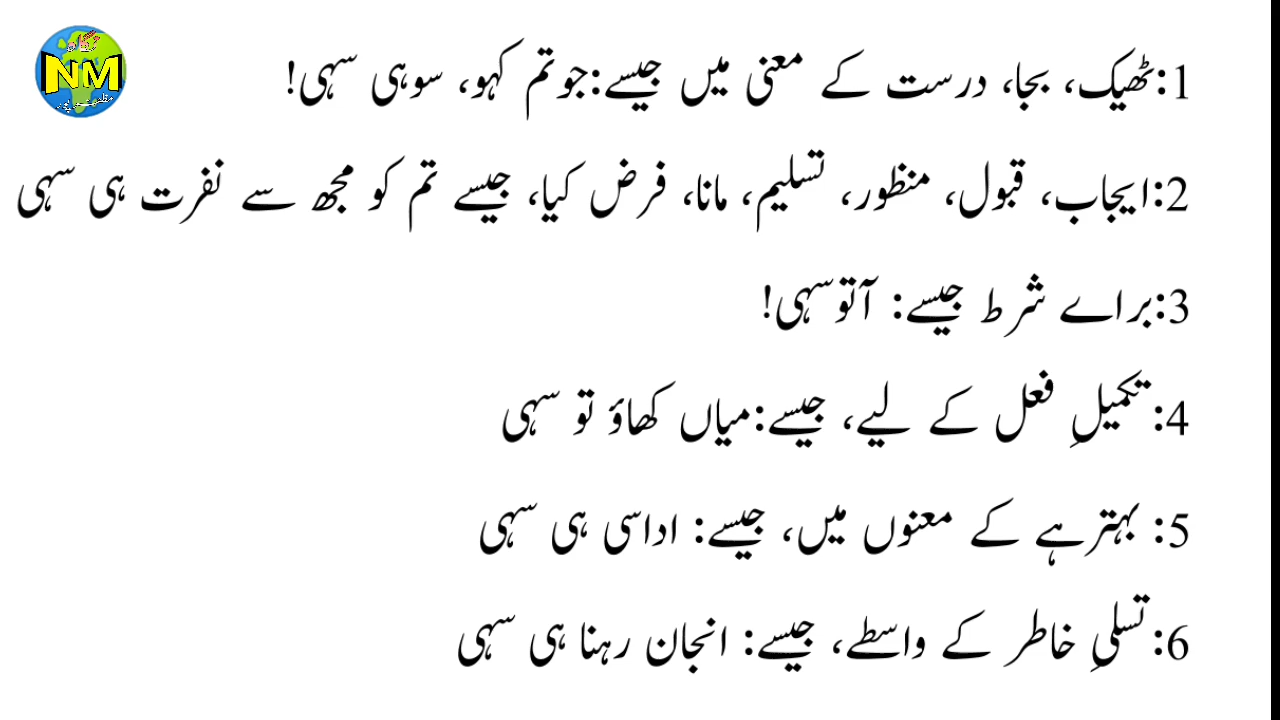 NM
1:ٹھیک، بجا، درست کے معنی میں جیسے:جو تم کہو، سو ہی سہی!
2:ایجاب، قبول، منظور، تسلیم، مانا، فرض کیا، جیسے تم کو مجھ سے نفرت ہی سہی
3:براے شرط جیسے: آتو سہی!
4:تکمیلِ فعل کے لیے، جیسے:میاں کھاؤ تو سہی
5: بہتر ہے کے معنوں میں، جیسے: اداسی ہی سہی
6:تسلیِ خاطر کے واسطے، جیسے: انجان رہنا ہی سہی